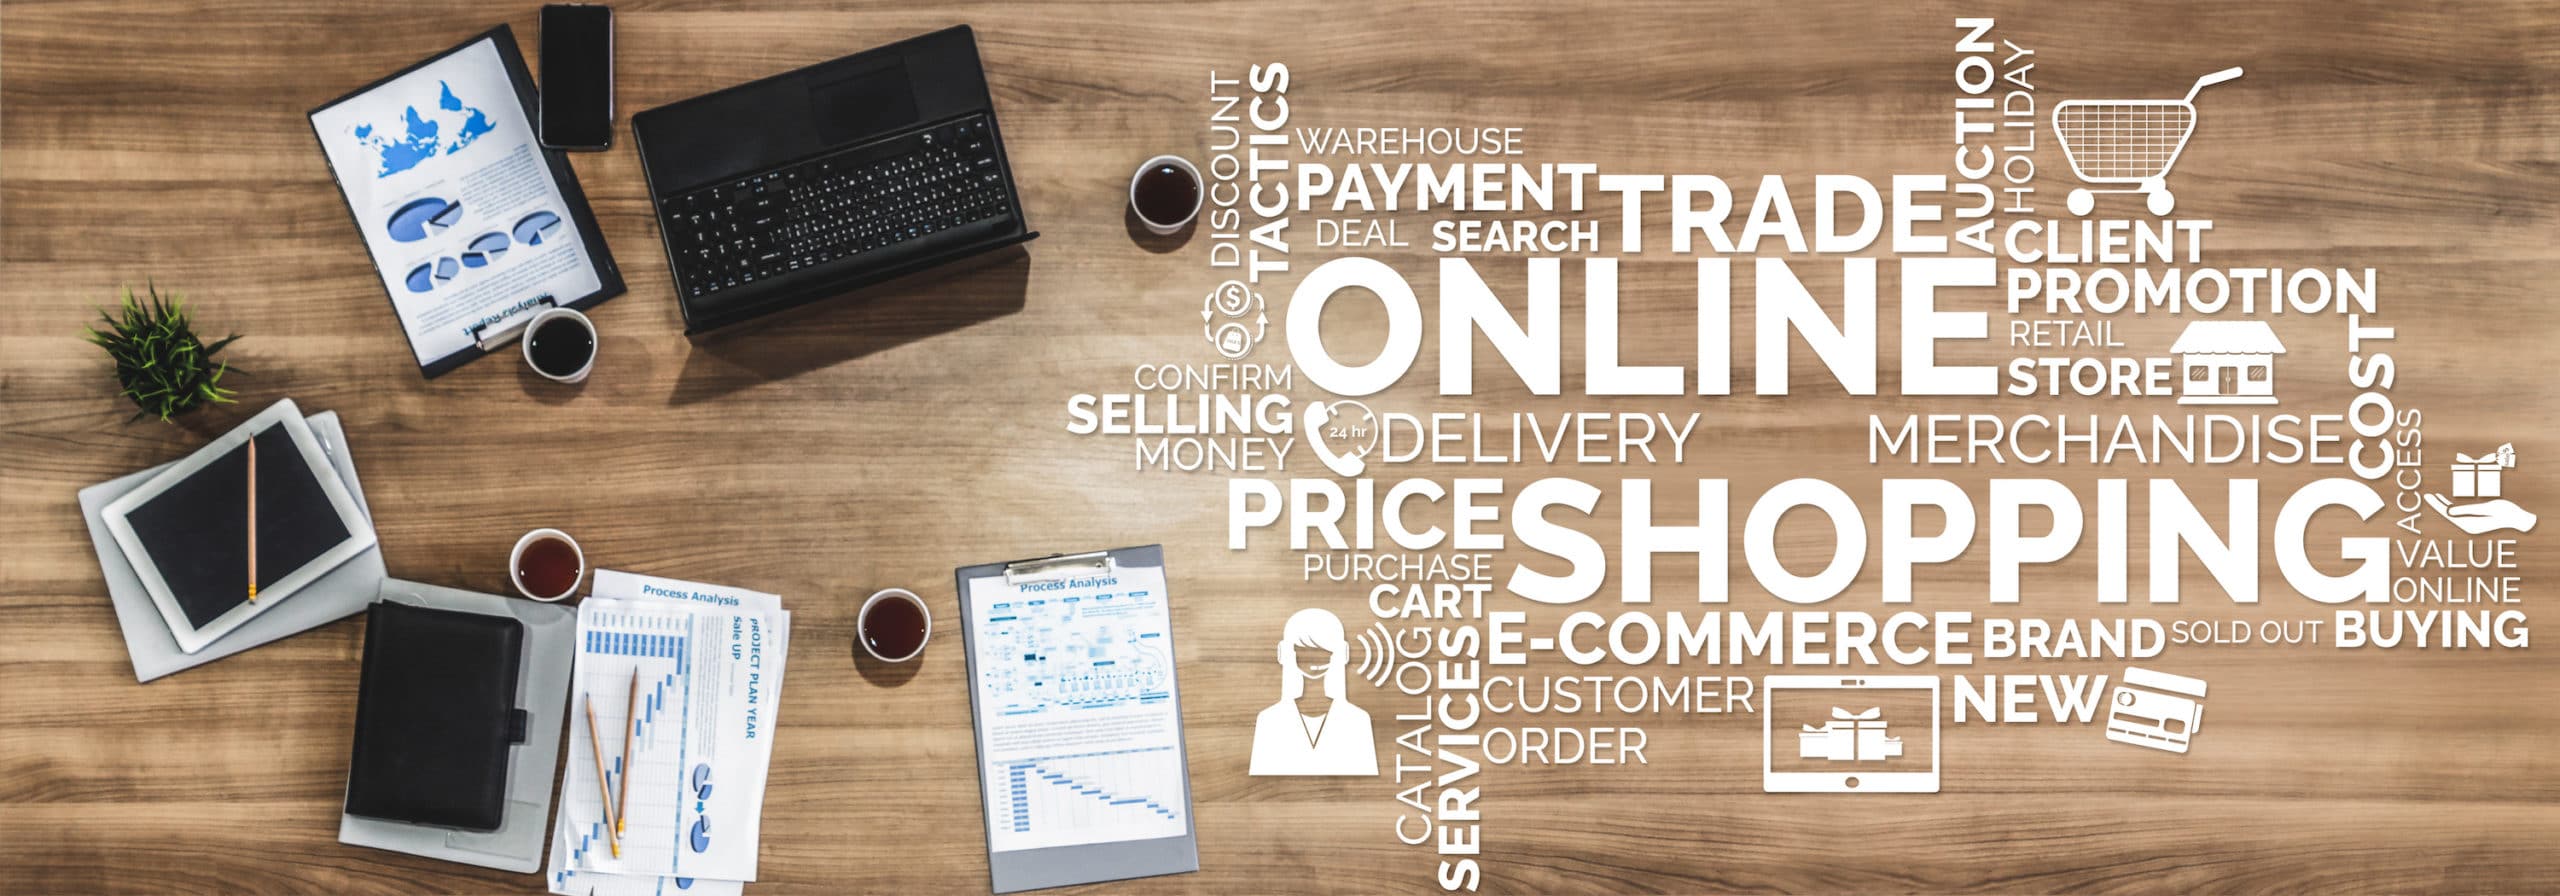 Analysis Report
Process Analysis
PROJECT PLAN YEAR
Sale UP
Process Analysis
DISCOUNT
TACTICS
WAREHOUSE
PAYMENT
DEAL
SEARCH
TRADE
AUCTION
HOLIDAY
CLIENT
PROMOTION
ONLINE
RETAIL
STORE
COST
ACCESS
$
CONFIRM
SELLING
MONEY
24 hr
DELIVERY
MERCHANDISE
PRICE
SHOPPING
PURCHASE
CART
VALUE
ONLINE
E-COMMERCE
BRAND
SOLD OUT
BUYING
CATALOG
SERVICES
CUSTOMER
ORDER
NEW